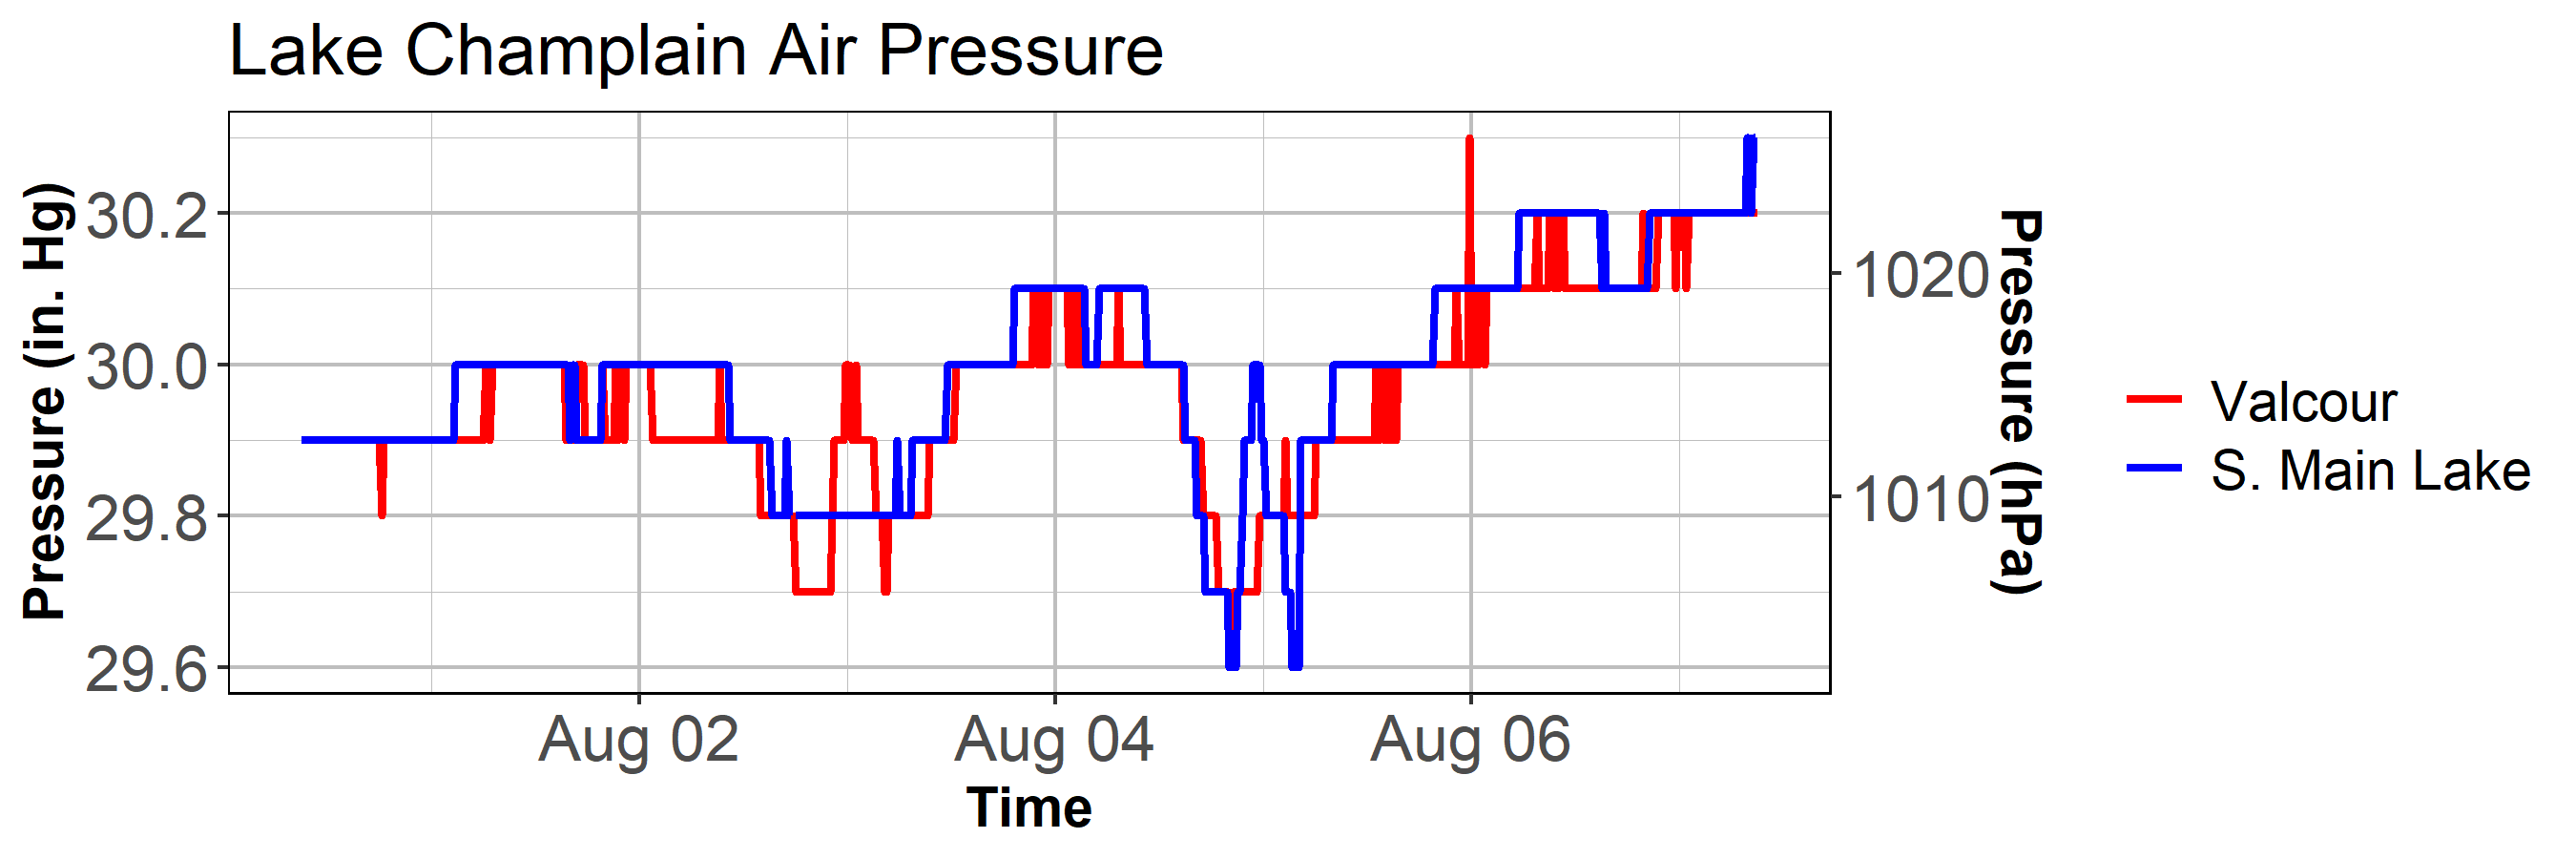 Lake Champlain Air Pressure
Pressure (in. Hg)
30.2
30.0
29.8
29.6
1020
1010
Pressure (hPa)
Valcour
S. Main Lake
Aug 02
Aug 04
Aug 06
Time